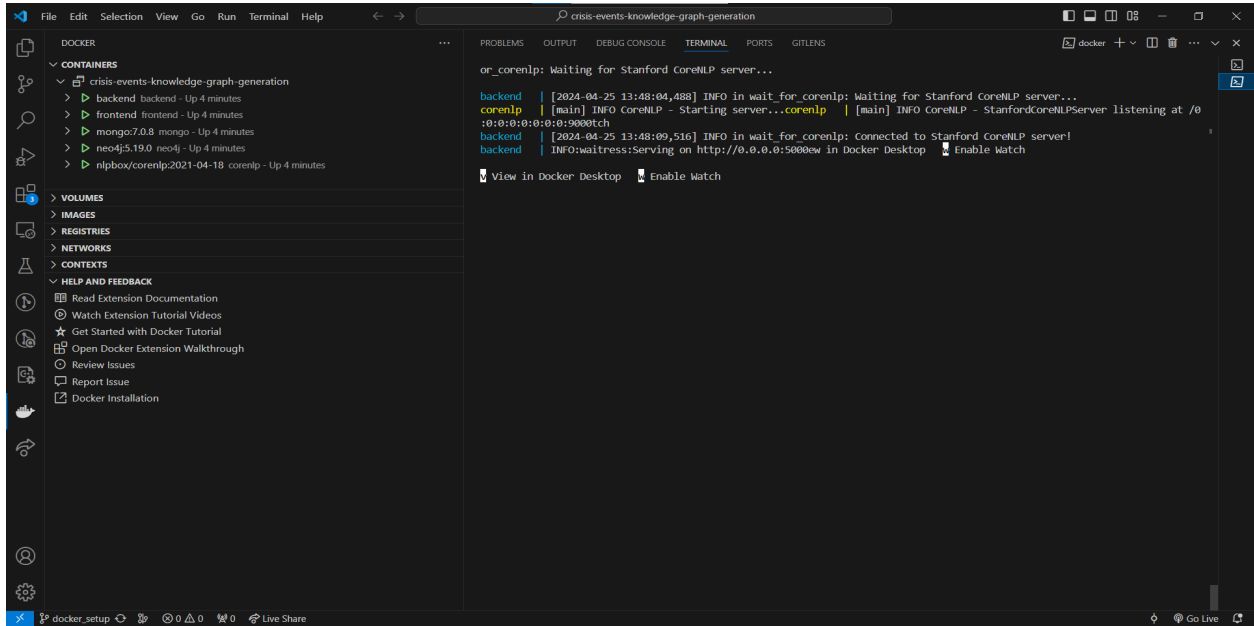 File Edit Selection View Go Run Terminal Help
crisis-events-knowledge-graph-generation
DOCKER
CONTAINERS
crisis-events-knowledge-graph-generation
backend backend - Up 4 minutes
frontend frontend - Up 4 minutes
mongo:7.0.8 mongo - Up 4 minutes
neo4j:5.19.0 neo4j - Up 4 minutes
nlpbox/corenlp:2021-04-18 corenlp - Up 4 minutes
3
VOLUMES
IMAGES
REGISTRIES
NETWORKS
CONTEXTS
HELP AND FEEDBACK
Read Extension Documentation
Watch Extension Tutorial Videos
Get Started with Docker Tutorial
Open Docker Extension Walkthrough
Review Issues
Report Issue
Docker Installation
PROBLEMS OUTPUT DEBUG CONSOLE TERMINAL PORTS GITLENS
docker
or_corenlp: Waiting for Stanford CoreNLP server...
backend | [2024-04-25 13:48:04,488] INFO in wait_for_corenlp: Waiting for Stanford CoreNLP server...
corenlp | [main] INFO CoreNLP - Starting server...corenlp | [main] INFO CoreNLP - StanfordCoreNLPServer listening at /0
:0:0:0:0:0:0:0:9000tch
backend | [2024-04-25 13:48:09,516] INFO in wait_for_corenlp: Connected to Stanford CoreNLP server!
backend | INFO:waitress:Serving on http://0.0.0.0:5000ew in Docker Desktop w Enable Watch
v View in Docker Desktop w Enable Watch
docker_setup 0 0 0 Live Share
Go Live